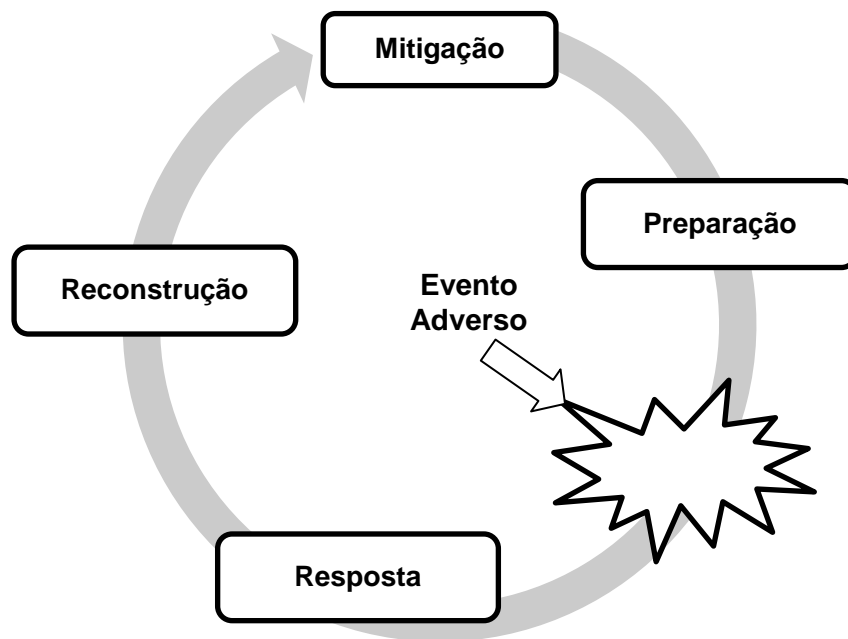 Mitigação
Preparação
Reconstrução
Evento
Adverso
Resposta